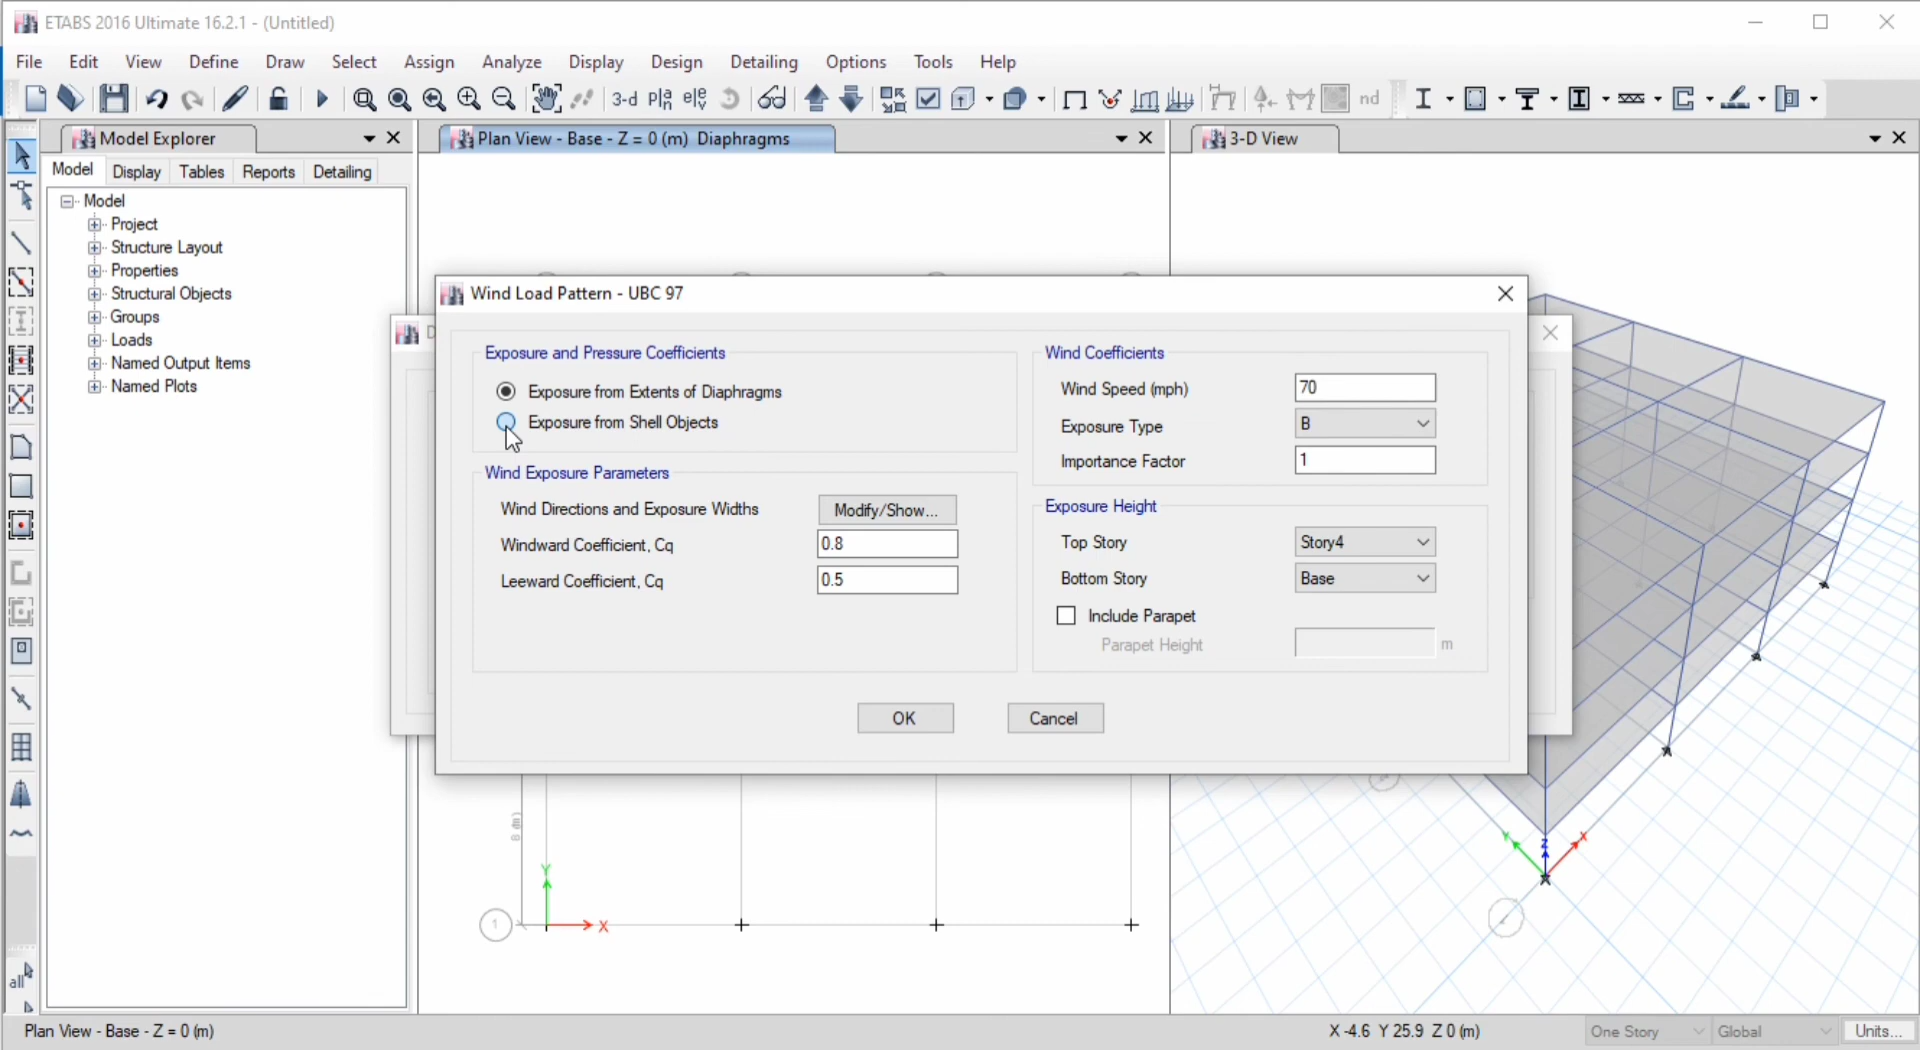 ETABS 2016 Ultimate 16.2.1 - (Untitled)
File Edit View Define Draw Select Assign Analyze Display Design Detailing Options Tools Help
3-d nd
Model Explorer
Plan View - Base - Z = 0 (m) Diaphragms
3-D View
Model Display Tables Reports Detailing
Model
Project
Structure Layout
Properties
Structural Objects
Groups
Loads
Named Output Items
Named Plots
Wind Load Pattern - UBC 97
D
Exposure and Pressure Coefficients
Exposure from Extents of Diaphragms
Exposure from Shell Objects
Wind Exposure Parameters
Wind Directions and Exposure Widths Modify/Show...
Windward Coefficient, Cq 0.8
Leeward Coefficient, Cq 0.5
Wind Coefficients
Wind Speed (mph) 70
Exposure Type B
Importance Factor 1
Exposure Height
Top Story Story4
Bottom Story Base
Include Parapet
Parapet Height m
OK Cancel
8 (m)
Y
X
1
Y Z X
all
Plan View - Base - Z = 0 (m)
X -4.6 Y 25.9 Z 0 (m)
One Story Global Units...